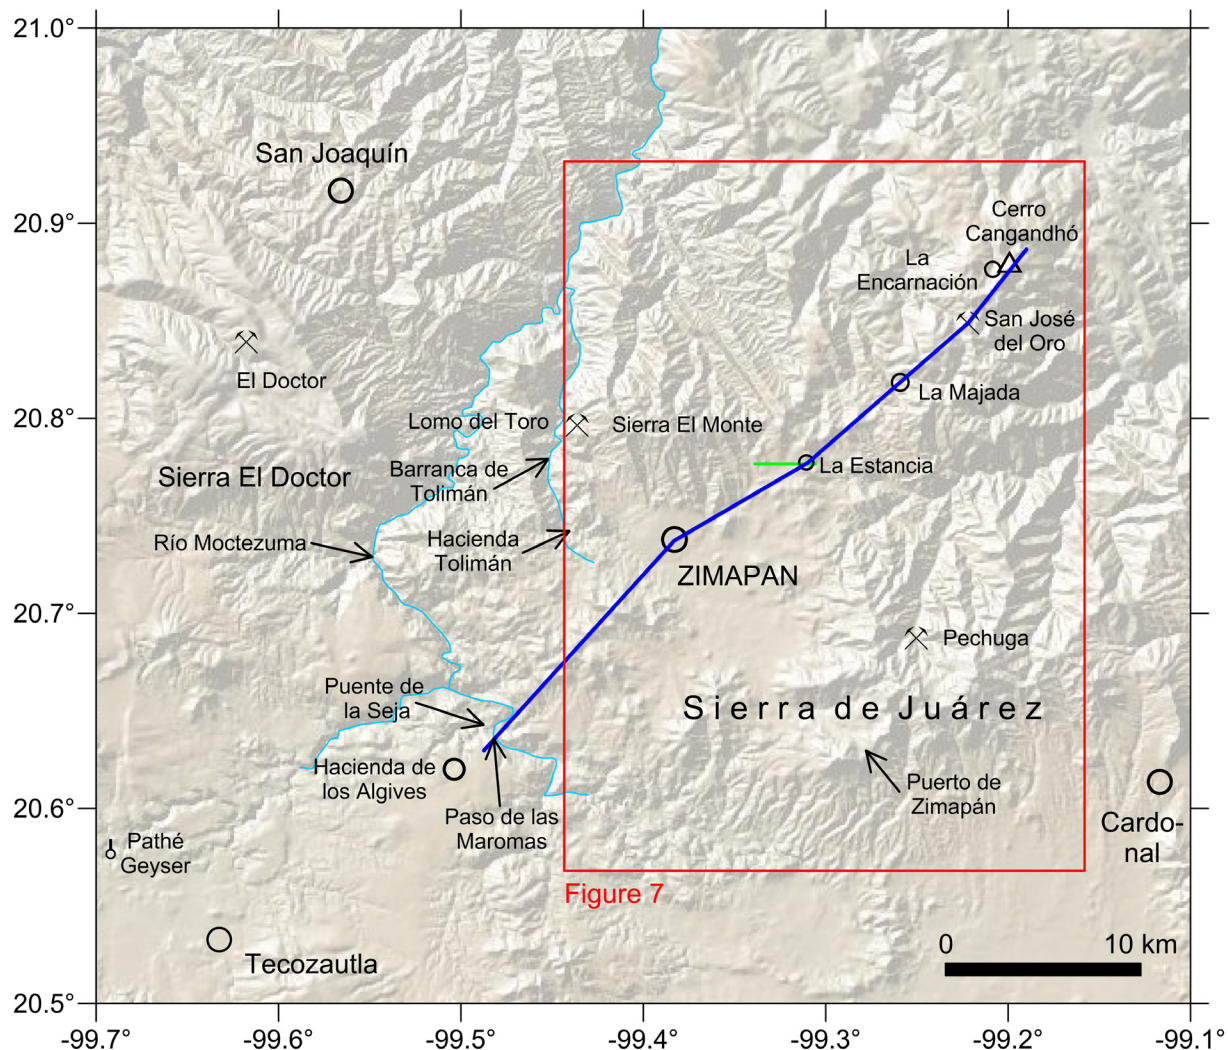 21.0°
San Joaquín
20.9°
Cerro
Cangandhó
La
Encarnación
San José
del Oro
El Doctor
La Majada
20.8°
Lomo del Toro
Sierra El Monte
Barranca de
Tolimán
La Estancia
Sierra El Doctor
Río Moctezuma
Hacienda
Tolimán
ZIMAPAN
20.7°
Pechuga
Puente de
la Seja
Sierra de Juárez
Hacienda de
los Algives
Puerto de
Zimapán
20.6°
Paso de las
Maromas
Cardo-
nal
Pathé
Geyser
Figure 7
0 10 km
Tecozautla
20.5°
-99.7° -99.6° -99.5° -99.4° -99.3° -99.2° -99.1°